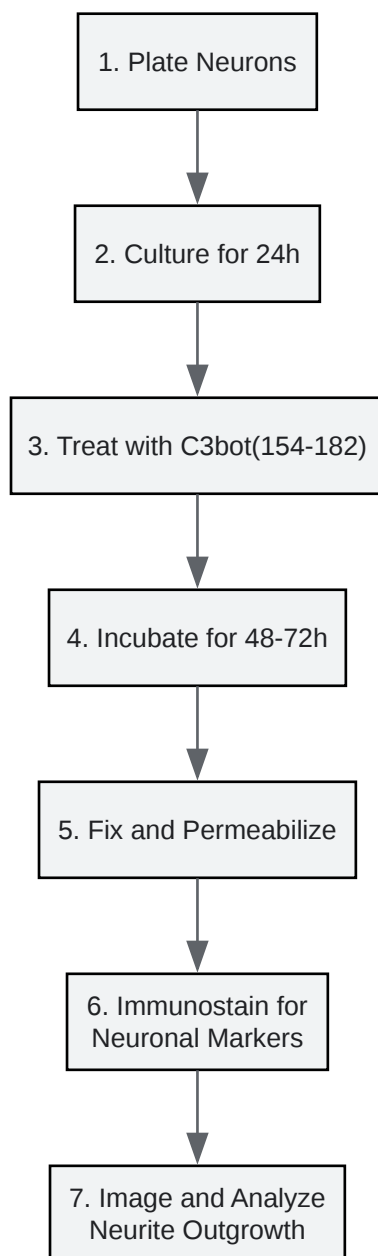 1. Plate Neurons
2. Culture for 24h
3. Treat with C3bot(154-182)
4. Incubate for 48-72h
5. Fix and Permeabilize
6. Immunostain for
Neuronal Markers
7. Image and Analyze
Neurite Outgrowth